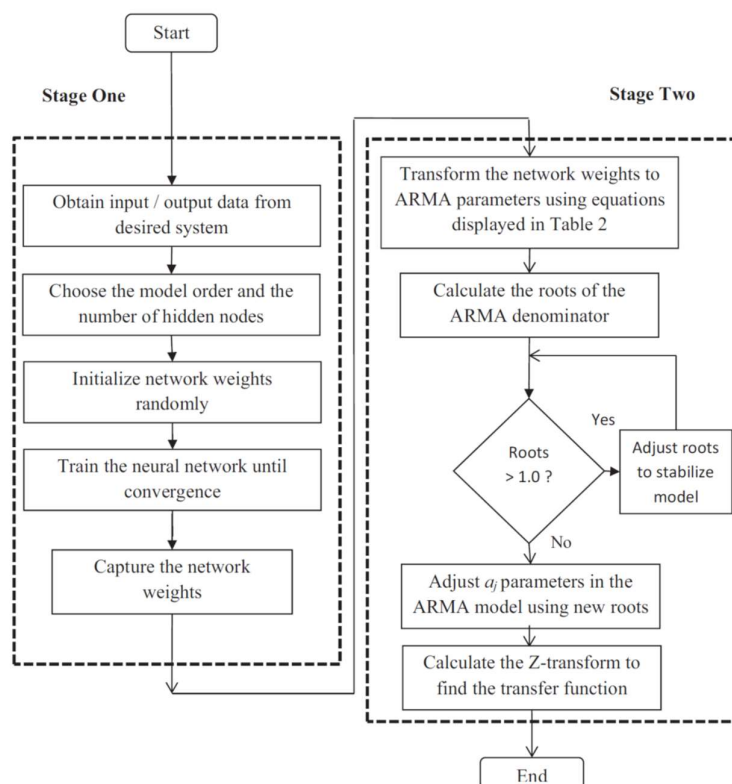 Start
Stage One
Obtain input / output data from
desired system
Choose the model order and the
number of hidden nodes
Initialize network weights
randomly
Train the neural network until
convergence
Capture the network
weights
Stage Two
Transform the network weights to
ARMA parameters using equations
displayed in Table 2
Calculate the roots of the
ARMA denominator
Roots
> 1.0 ?
Yes
Adjust roots
to stabilize
model
No
Adjust aj parameters in the
ARMA model using new roots
Calculate the Z-transform to
find the transfer function
End